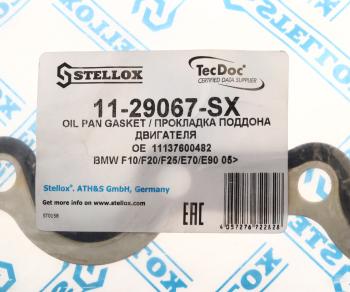 STELLOX
TecDoc
CERTIFIED DATA SUPPLIER
11-29067-SX
OIL PAN GASKET / ПРОКЛАДКА ПОДДОНА
ДВИГАТЕЛЯ
OE 11137600482
BMW F10/F20/F25/E70/E90 05>
Stellox® ATH&S GmbH, Germany
Get more info on www.stellox.com
ST0158
EAC
4 057276 722828